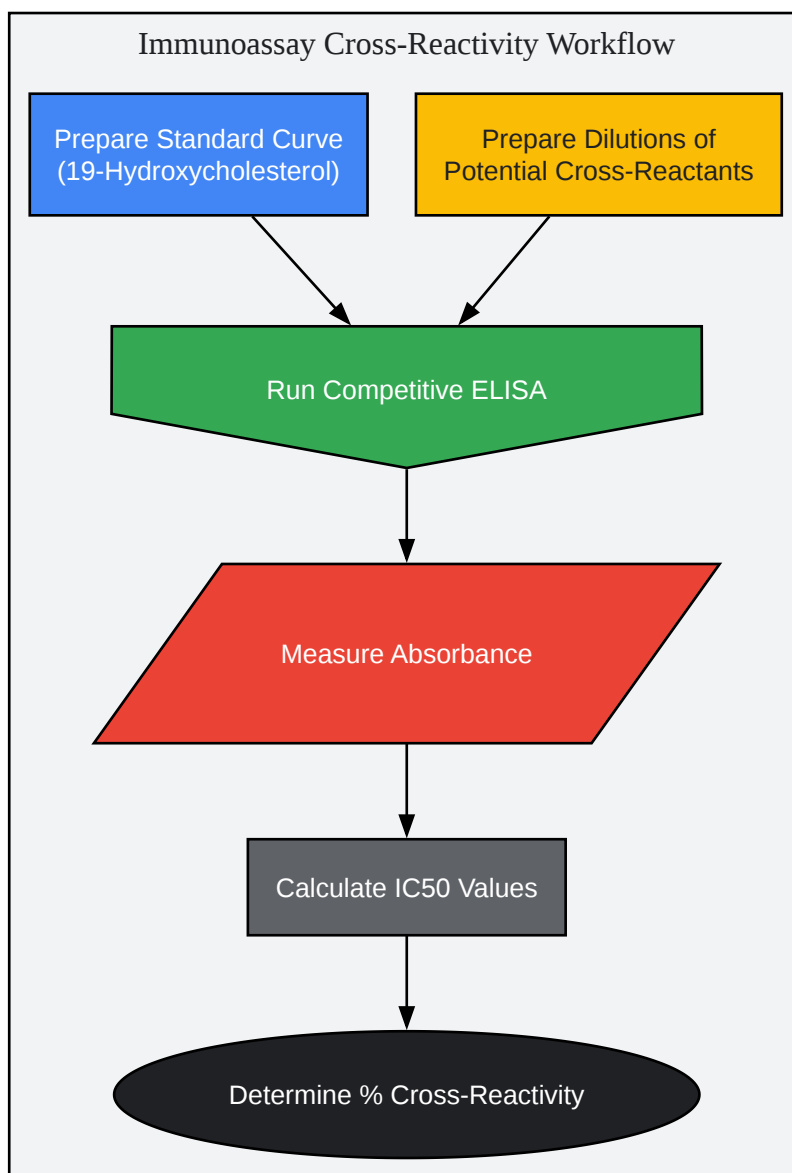 Immunoassay Cross-Reactivity Workflow
Prepare Standard Curve
(19-Hydroxycholesterol)
Prepare Dilutions of
Potential Cross-Reactants
Run Competitive ELISA
Measure Absorbance
Calculate IC50 Values
Determine % Cross-Reactivity